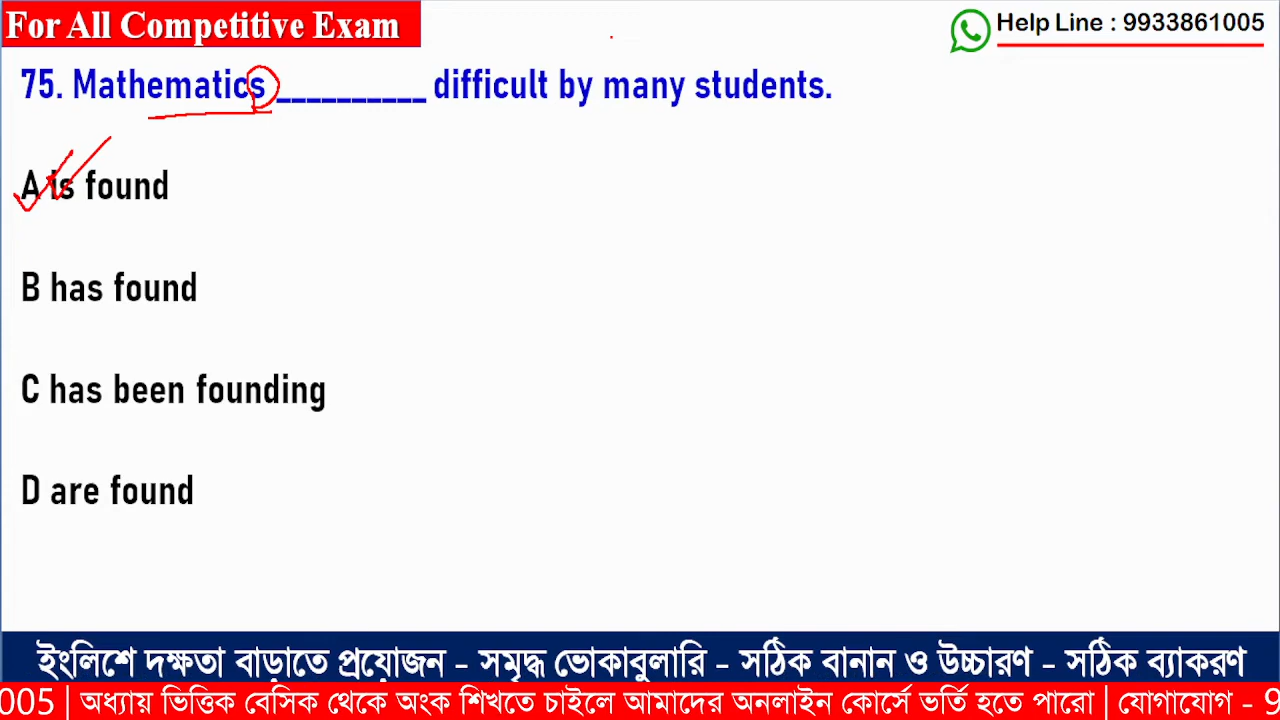 For All Competitive Exam
Help Line : 9933861005
75. Mathematics __________ difficult by many students.
A is found
B has found
C has been founding
D are found
ইংলিশে দক্ষতা বাড়াতে প্রয়োজন - সমৃদ্ধ ভোকাবুলারি - সঠিক বানান ও উচ্চারণ - সঠিক ব্যাকরণ
005 | অধ্যায় ভিত্তিক বেসিক থেকে অংক শিখতে চাইলে আমাদের অনলাইন কোর্সে ভর্তি হতে পারো | যোগাযোগ - 9